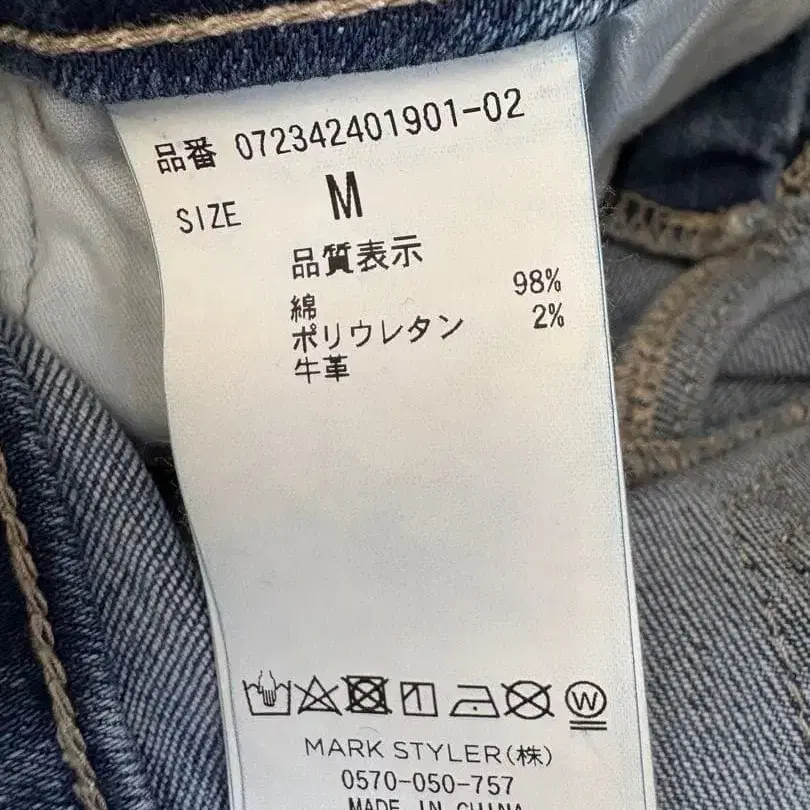 品番 072342401901-02
SIZE M
品質表示
綿 98%
ポリウレタン 2%
牛革
W
MARK STYLER(株)
0570-050-757
MADE IN CHINA